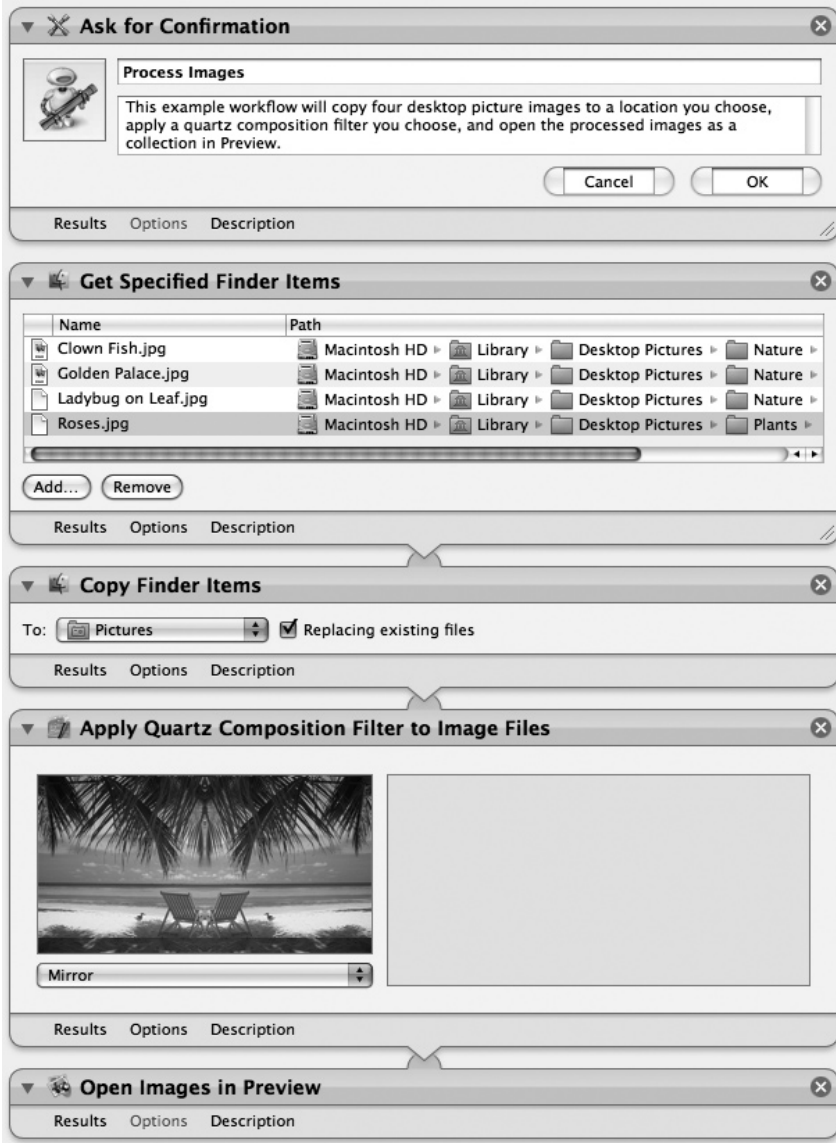 Ask for Confirmation
Process Images
This example workflow will copy four desktop picture images to a location you choose,
apply a quartz composition filter you choose, and open the processed images as a
collection in Preview.
Cancel OK
Results Options Description
Get Specified Finder Items
Name Path
Clown Fish.jpg Macintosh HD Library Desktop Pictures Nature
Golden Palace.jpg Macintosh HD Library Desktop Pictures Nature
Ladybug on Leaf.jpg Macintosh HD Library Desktop Pictures Nature
Roses.jpg Macintosh HD Library Desktop Pictures Plants
Add... Remove
Results Options Description
Copy Finder Items
To: Pictures Replacing existing files
Results Options Description
Apply Quartz Composition Filter to Image Files
Mirror
Results Options Description
Open Images in Preview
Results Options Description